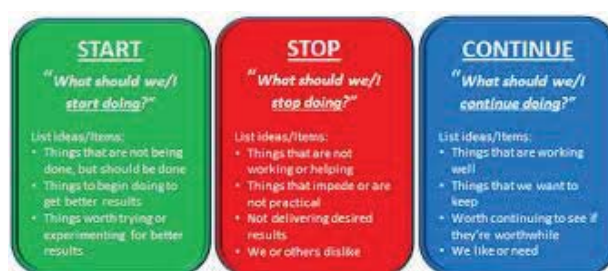 START
"What should we/I
start doing?"
List ideas/Items:
• Things that are not being
done, but should be done
• Things to begin doing to
get better results
• Things worth trying or
experimenting for better
results
STOP
"What should we/I
stop doing?"
List ideas/items:
• Things that are not
working or helping
• Things that impede or are
not practical
• Not delivering desired
results
• We or others dislike
CONTINUE
"What should we/I
continue doing?"
List ideas/items:
• Things that are working
well
• Things that we want to
keep
• Worth continuing to see if
they're worthwhile
• We like or need